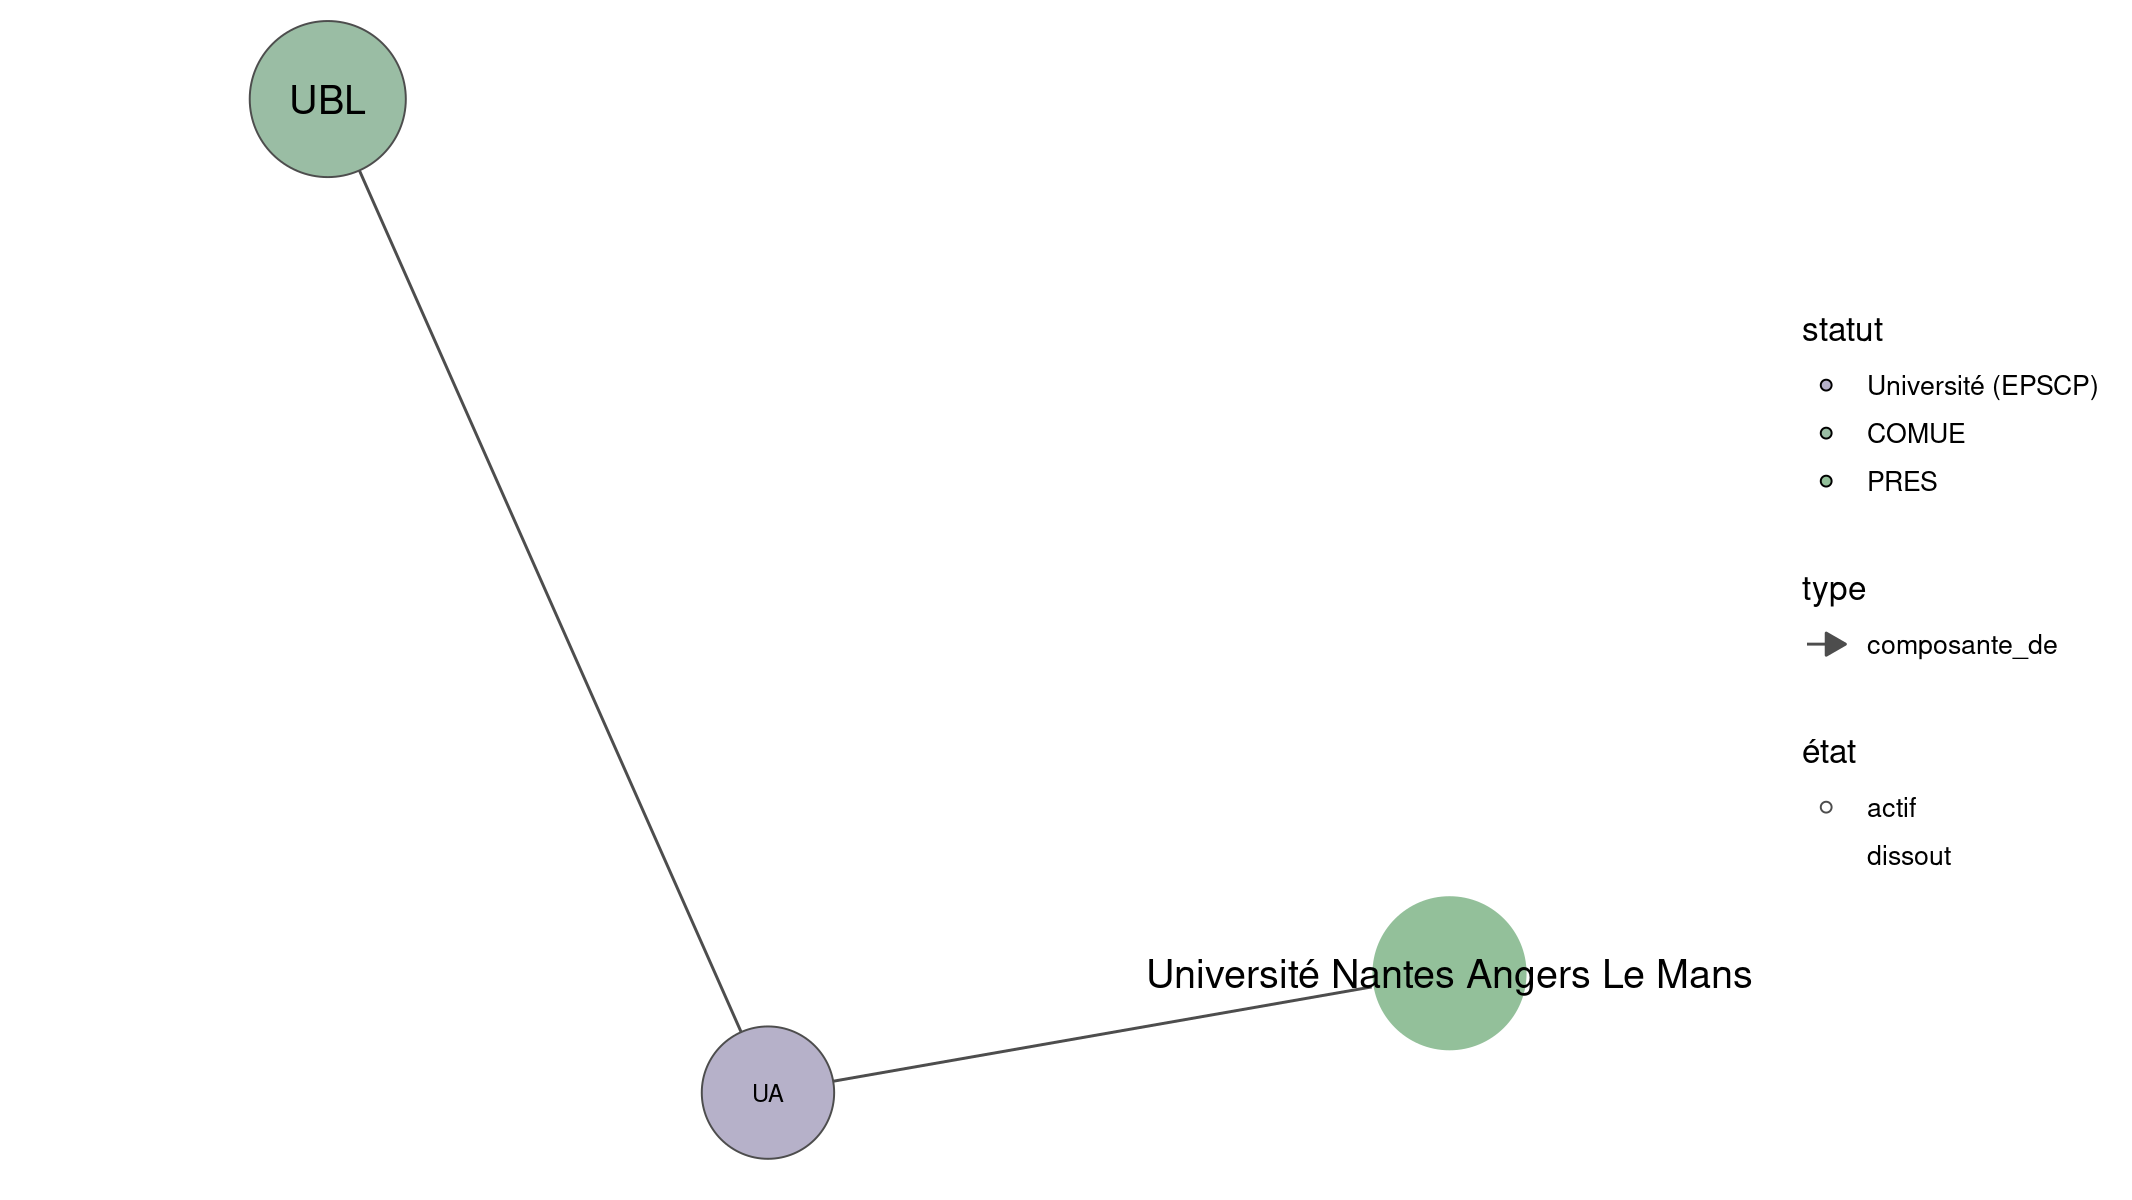 UBL
statut
Université (EPSCP)
COMUE
PRES
type
composante_de
état
actif
dissout
Université Nantes Angers Le Mans
UA